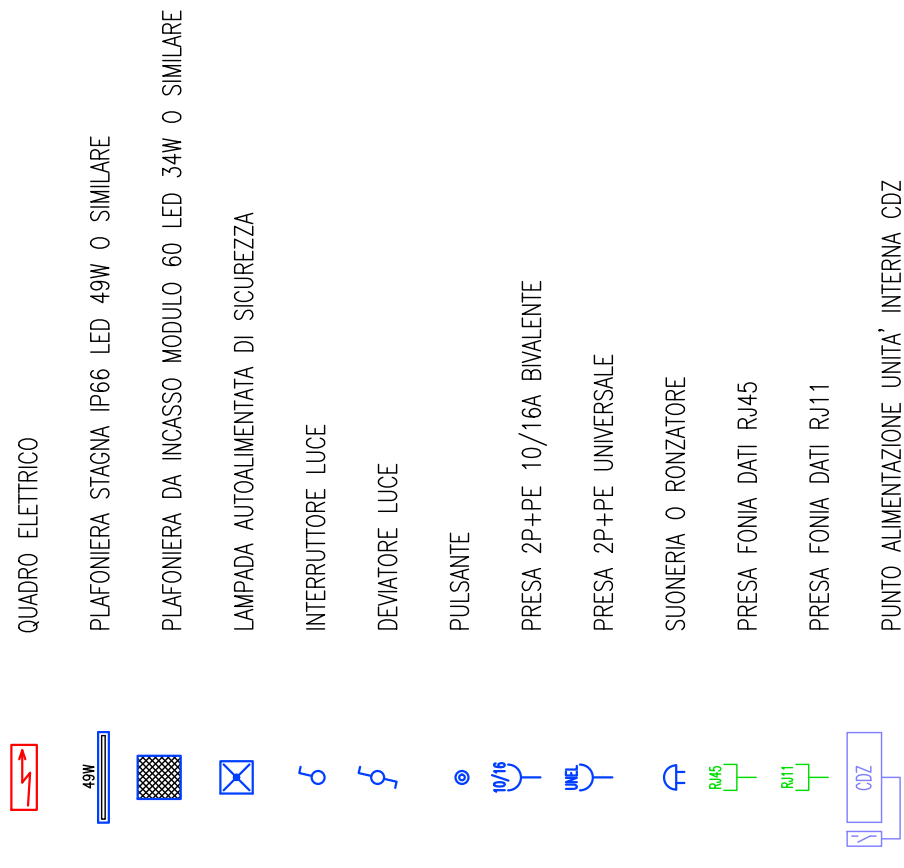 QUADRO ELETTRICO
49W
PLAFONIERA STAGNA IP66 LED 49W O SIMILARE
PLAFONIERA DA INCASSO MODULO 60 LED 34W O SIMILARE
LAMPADA AUTOALIMENTATA DI SICUREZZA
INTERRUTTORE LUCE
DEVIATORE LUCE
PULSANTE
10/16
PRESA 2P+PE 10/16A BIVALENTE
UNEL
PRESA 2P+PE UNIVERSALE
SUONERIA O RONZATORE
RJ45
PRESA FONIA DATI RJ45
RJ11
PRESA FONIA DATI RJ11
CDZ
PUNTO ALIMENTAZIONE UNITA' INTERNA CDZ